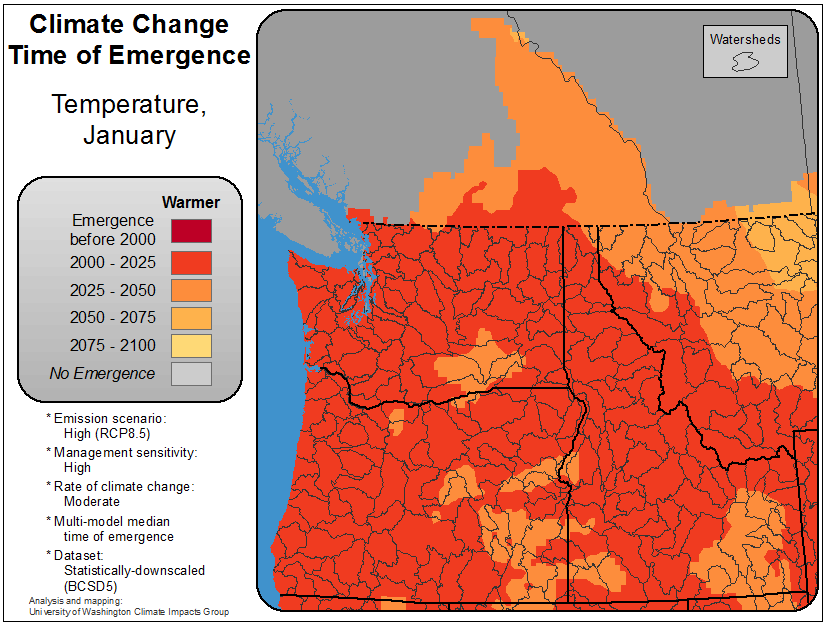 Climate Change
Time of Emergence
Temperature,
January
Watersheds
Warmer
Emergence
before 2000
2000 - 2025
2025 - 2050
2050 - 2075
2075 - 2100
No Emergence
* Emission scenario:
High (RCP8.5)
* Management sensitivity:
High
* Rate of climate change:
Moderate
* Multi-model median
time of emergence
* Dataset:
Statistically-downscaled
(BCSD5)
Analysis and mapping:
University of Washington Climate Impacts Group